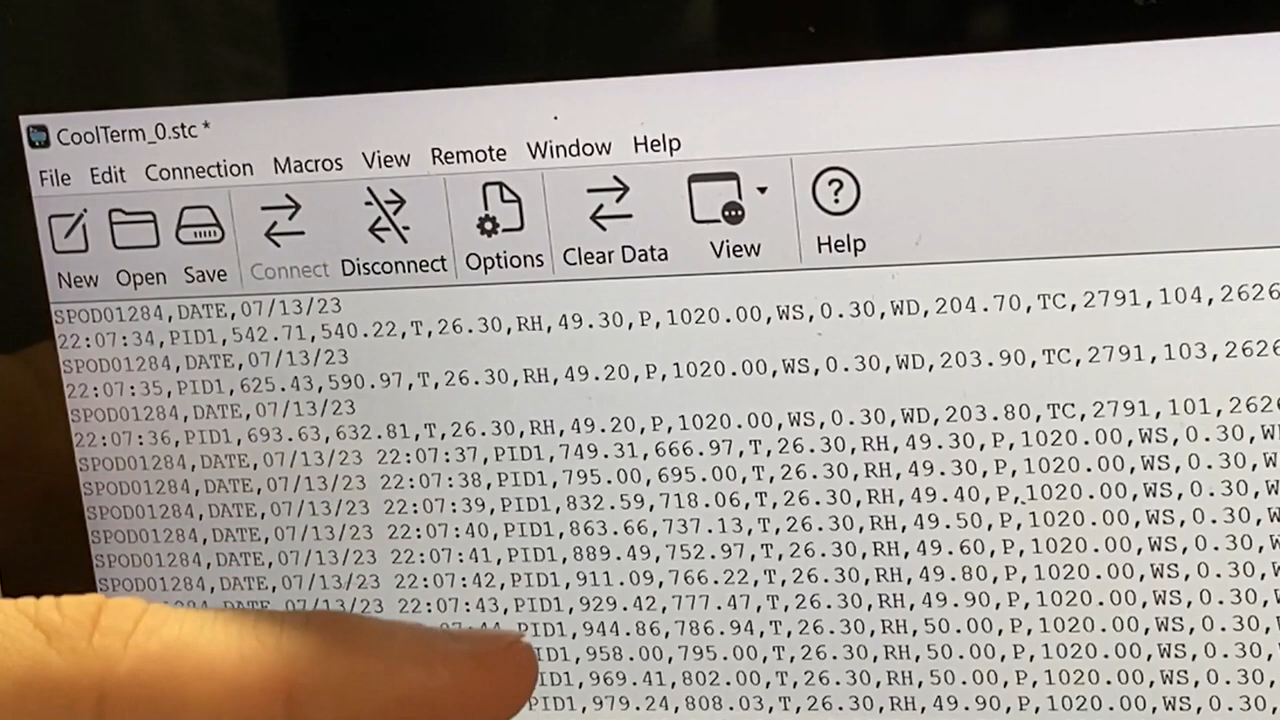 CoolTerm_0.stc *
File Edit Connection Macros View Remote Window Help
New Open Save Connect Disconnect Options Clear Data View Help
SPOD01284,DATE,07/13/23
22:07:34,PID1,542.71,540.22,T,26.30,RH,49.30,P,1020.00,WS,0.30,WD,204.70,TC,2791,104,2626
SPOD01284,DATE,07/13/23
22:07:35,PID1,625.43,590.97,T,26.30,RH,49.20,P,1020.00,WS,0.30,WD,203.90,TC,2791,103,2626
SPOD01284,DATE,07/13/23
22:07:36,PID1,693.63,632.81,T,26.30,RH,49.20,P,1020.00,WS,0.30,WD,203.80,TC,2791,101,262
SPOD01284,DATE,07/13/23 22:07:37,PID1,749.31,666.97,T,26.30,RH,49.30,P,1020.00,WS,0.30,W
SPOD01284,DATE,07/13/23 22:07:38,PID1,795.00,695.00,T,26.30,RH,49.30,P,1020.00,WS,0.30,W
SPOD01284,DATE,07/13/23 22:07:39,PID1,832.59,718.06,T,26.30,RH,49.40,P,1020.00,WS,0.30,W
SPOD01284,DATE,07/13/23 22:07:40,PID1,863.66,737.13,T,26.30,RH,49.50,P,1020.00,WS,0.30,W
SPOD01284,DATE,07/13/23 22:07:41,PID1,889.49,752.97,T,26.30,RH,49.60,P,1020.00,WS,0.30,W
SPOD01284,DATE,07/13/23 22:07:42,PID1,911.09,766.22,T,26.30,RH,49.80,P,1020.00,WS,0.30,W
1284,DATE,07/13/23 22:07:43,PID1,929.42,777.47,T,26.30,RH,49.90,P,1020.00,WS,0.30,
PID1,944.86,786.94,T,26.30,RH,50.00,P,1020.00,WS,0.30,
ID1,958.00,795.00,T,26.30,RH,50.00,P,1020.00,WS,0.30,
ID1,969.41,802.00,T,26.30,RH,50.00,P,1020.00,WS,0.30,
PID1,979.24,808.03,T,26.30,RH,49.90,P,1020.00,WS,0.30,